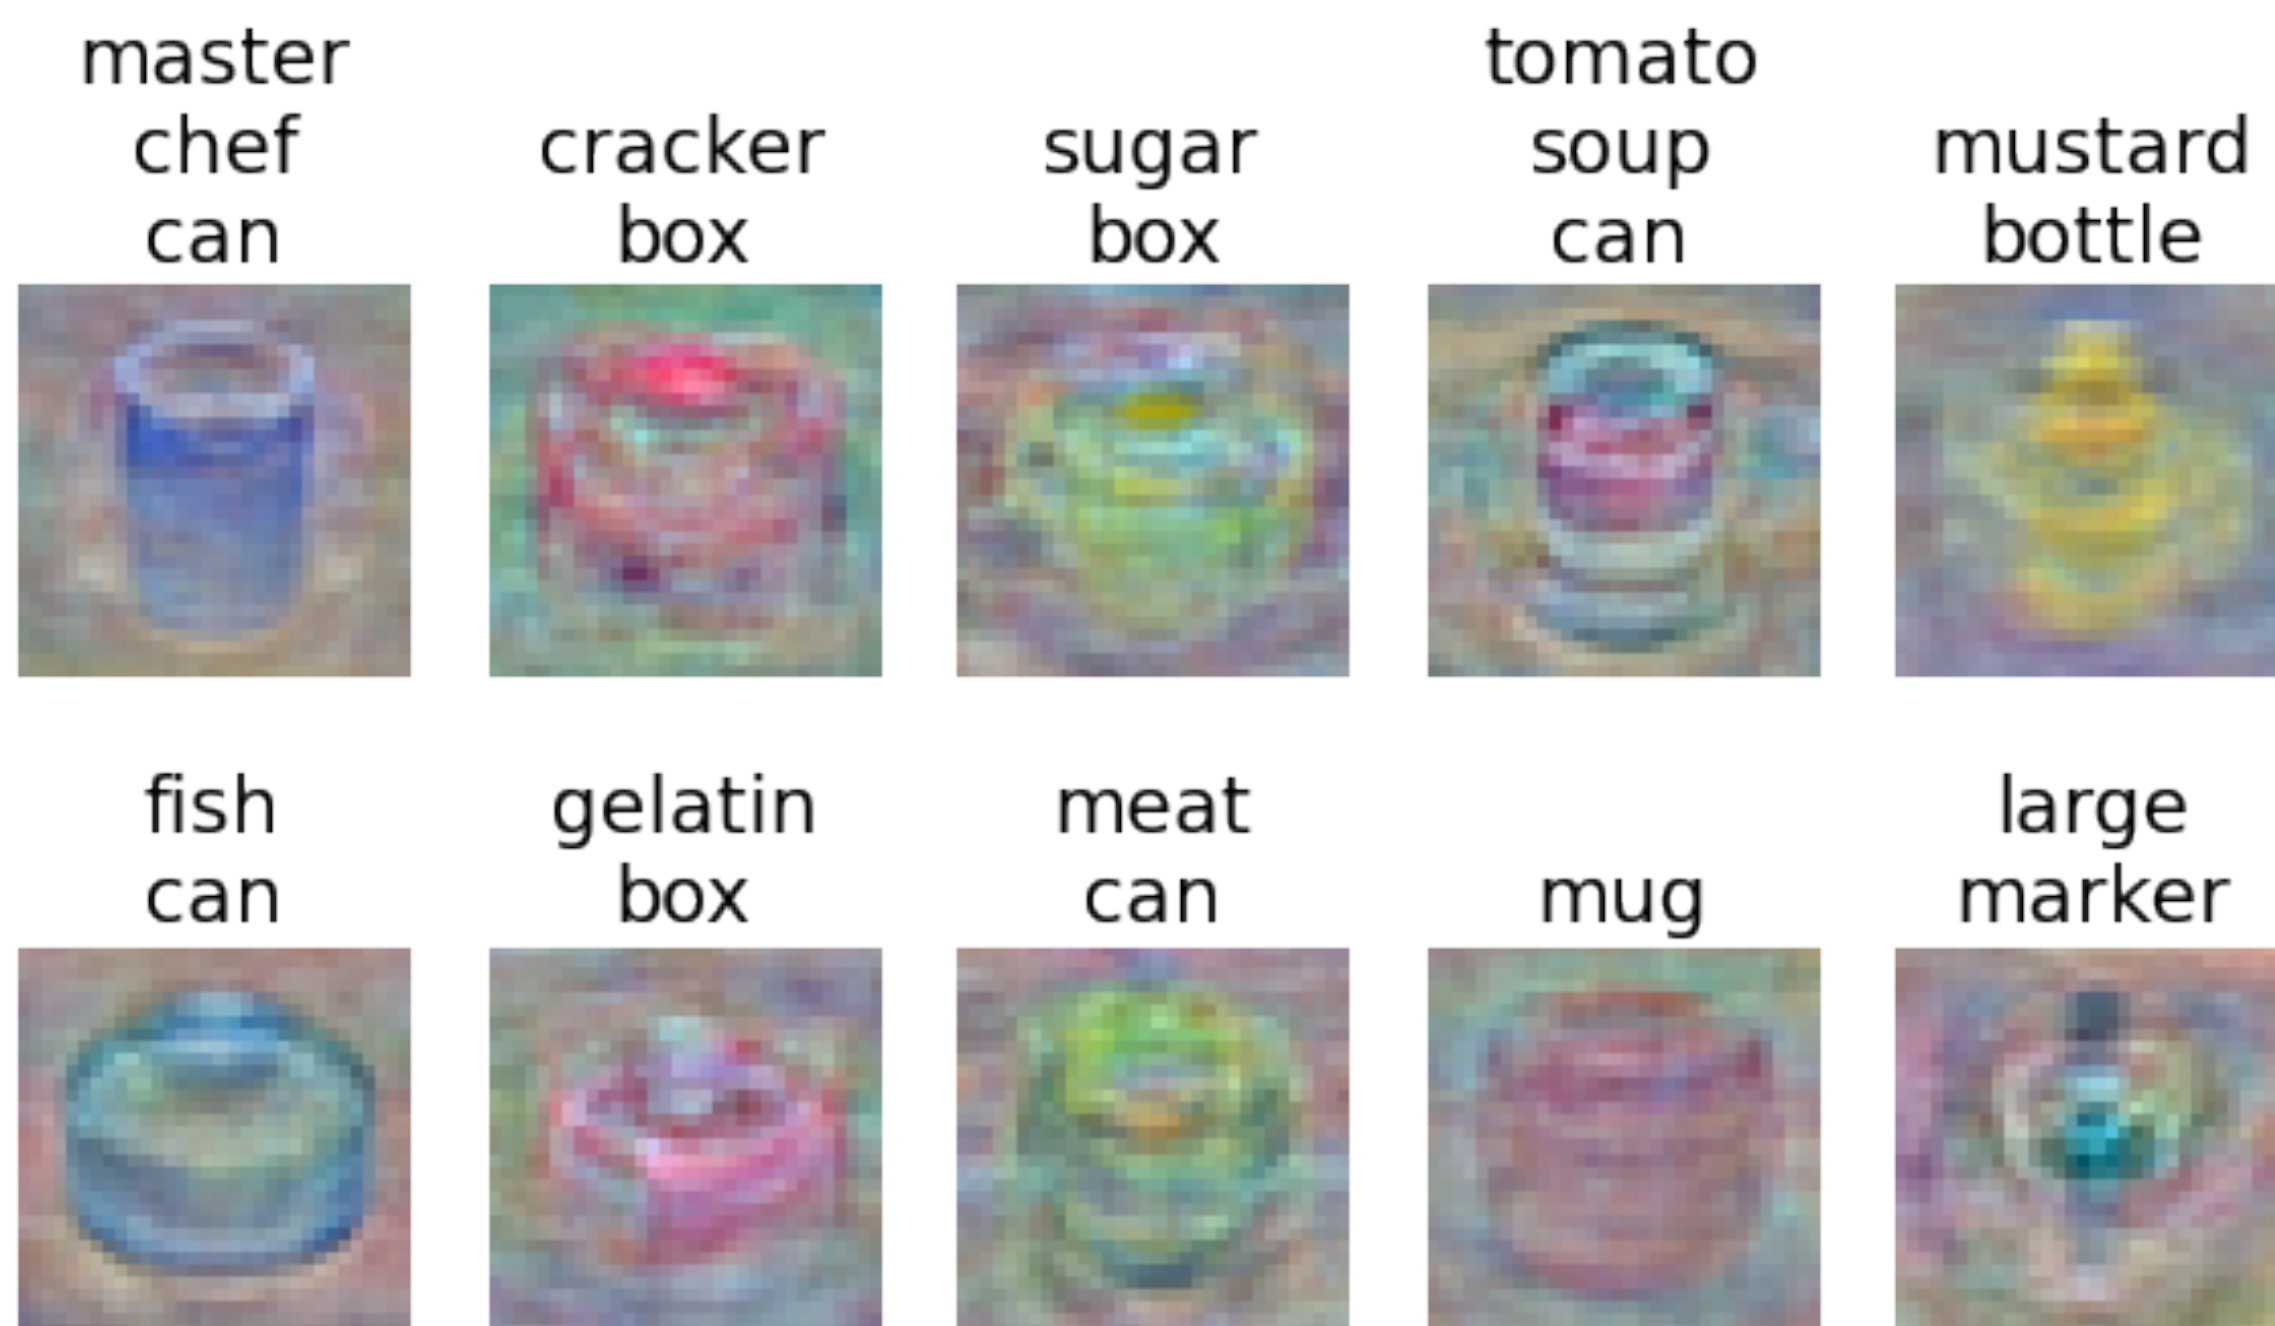 master
chef
can
cracker
box
sugar
box
tomato
soup
can
mustard
bottle
fish
can
gelatin
box
meat
can
mug
large
marker